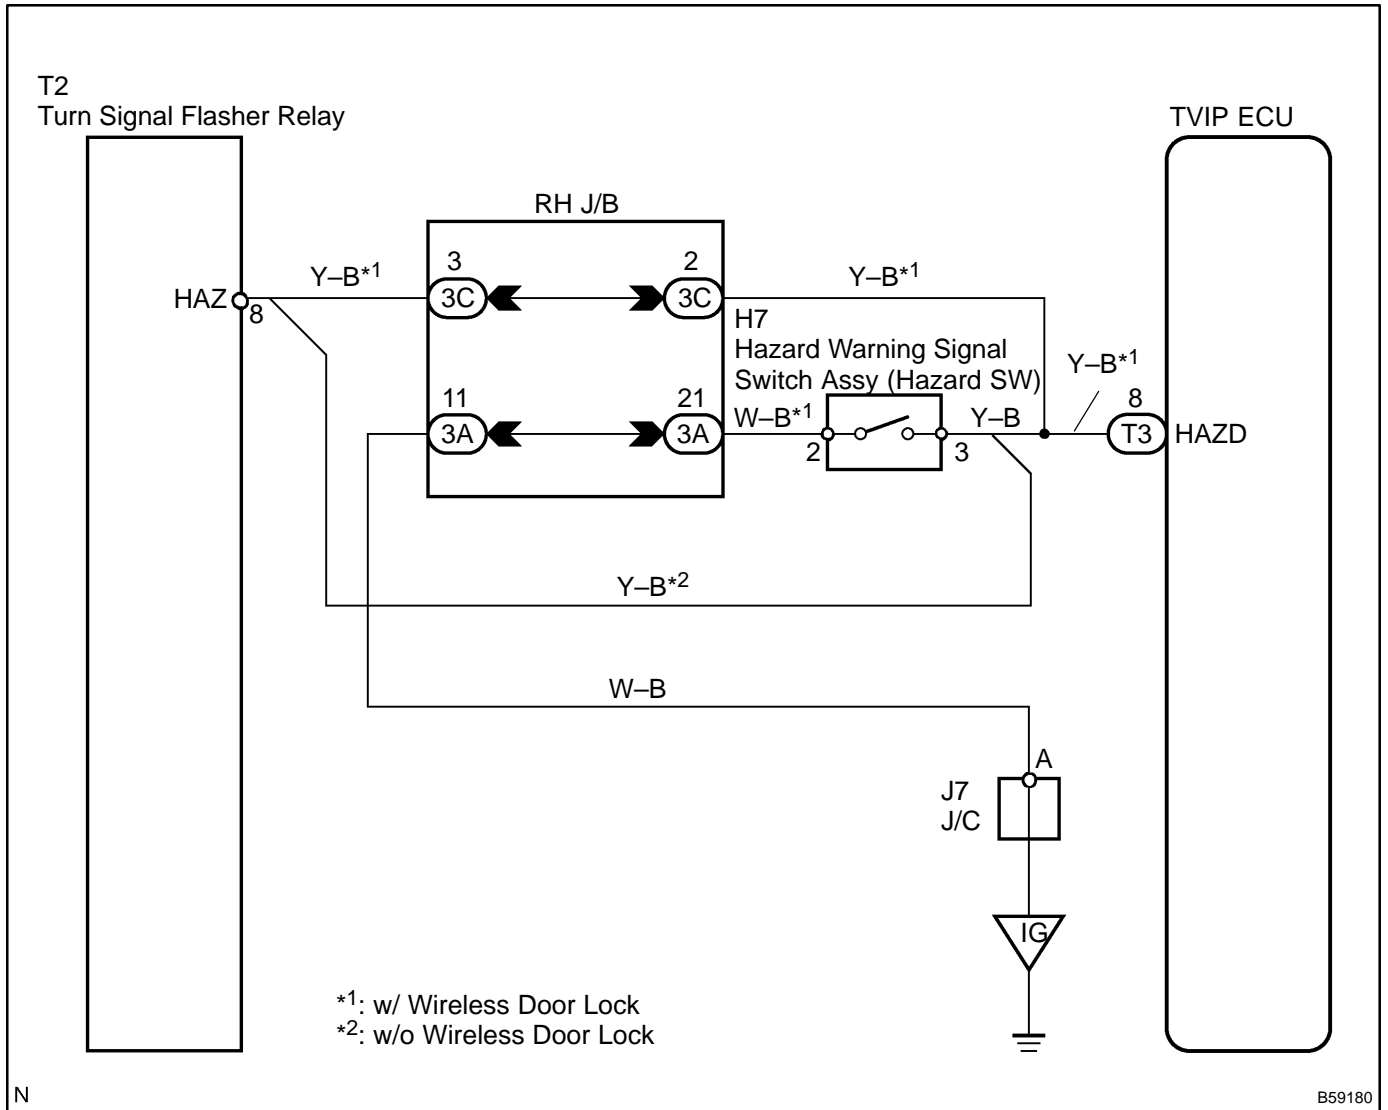 T2
Turn Signal Flasher Relay
TVIP ECU
RH J/B
3
2
Y–B*1
Y–B*1
HAZ
3C
3C
8
H7
Hazard Warning Signal
Switch Assy (Hazard SW)
Y–B*1
11
21
W–B*1
Y–B
8
3A
3A
T3
HAZD
2
3
Y–B*2
W–B
A
J7
J/C
IG
*1: w/ Wireless Door Lock
*2: w/o Wireless Door Lock
N
B59180